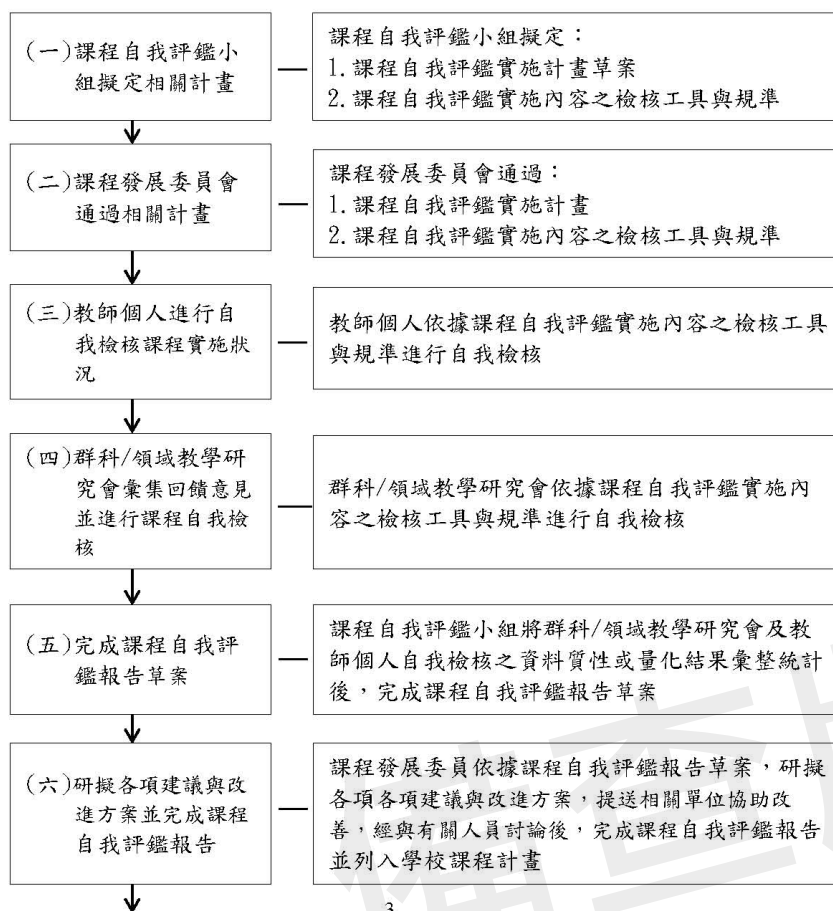 (一)課程自我評鑑小
組擬定相關計畫
課程自我評鑑小組擬定：
1.課程自我評鑑實施計畫草案
2.課程自我評鑑實施內容之檢核工具與規準
(二)課程發展委員會
通過相關計畫
課程發展委員會通過：
1.課程自我評鑑實施計畫
2.課程自我評鑑實施內容之檢核工具與規準
(三)教師個人進行自
我檢核課程實施狀
況
教師個人依據課程自我評鑑實施內容之檢核工具
與規準進行自我檢核
(四)群科/領域教學研
究會彙集回饋意見
並進行課程自我檢
核
群科/領域教學研究會依據課程自我評鑑實施內
容之檢核工具與規準進行自我檢核
(五)完成課程自我評
鑑報告草案
課程自我評鑑小組將群科/領域教學研究會及教
師個人自我檢核之資料質性或量化結果彙整統計
後，完成課程自我評鑑報告草案
(六)研擬各項建議與改
進方案並完成課程
自我評鑑報告
課程發展委員依據課程自我評鑑報告草案，研擬
各項各項建議與改進方案，提送相關單位協助改
善，經與有關人員討論後，完成課程自我評鑑報告
並列入學校課程計畫
3
備查